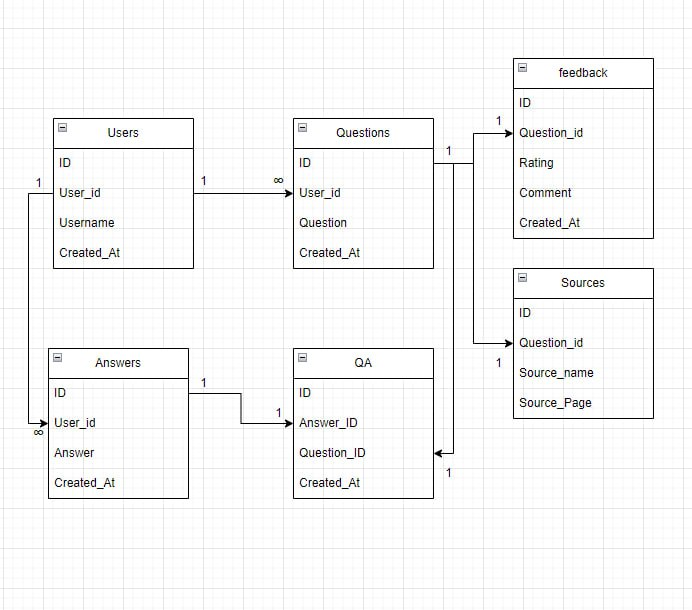 feedback
ID
Question_id
Rating
Comment
Created_At
1
Users
ID
User_id
Username
Created_At
1
1
∞
Questions
ID
User_id
Question
Created_At
1
Sources
ID
Question_id
Source_name
Source_Page
1
Answers
ID
User_id
Answer
Created_At
∞
1
1
QA
ID
Answer_ID
Question_ID
Created_At
1